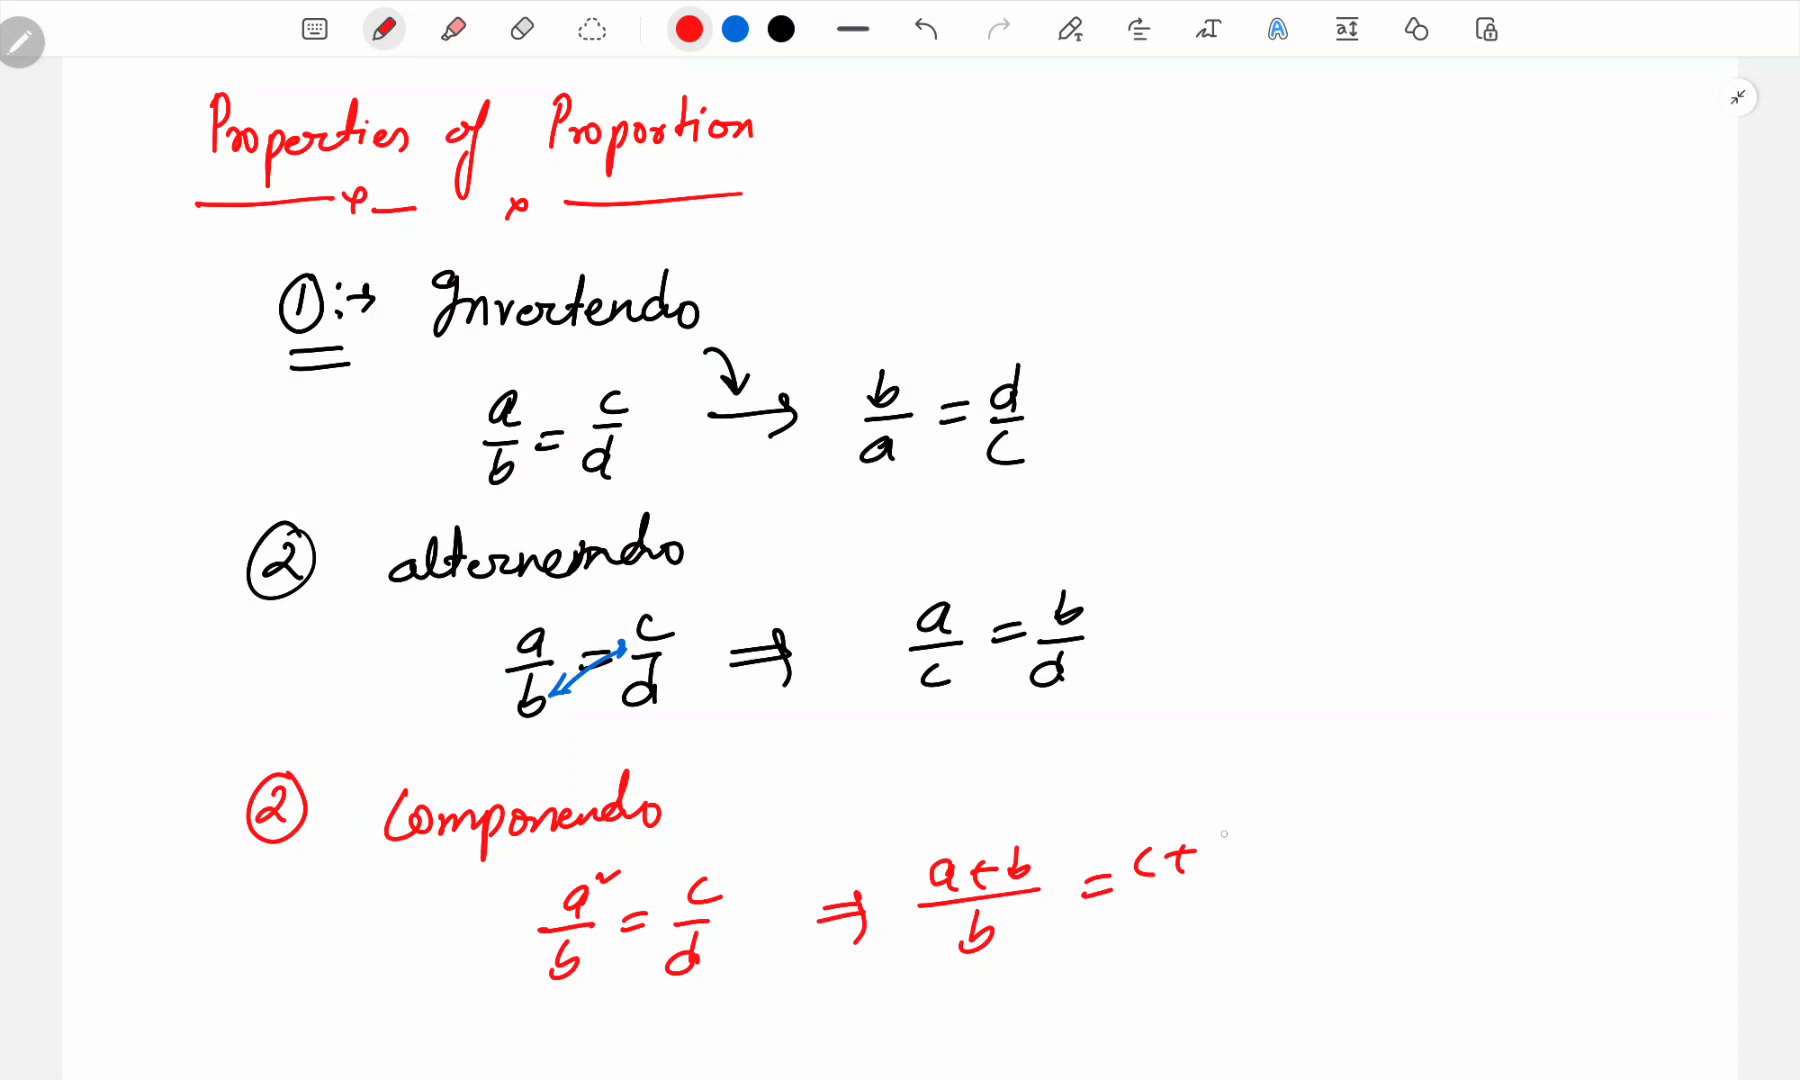 Properties of Proportion
①:→ Invertendo
a/b = c/d → b/a = d/c
② alternendo
a/b = c/d ⇒ a/c = b/d
② Componendo
a/b = c/d ⇒ a+b/b = c+